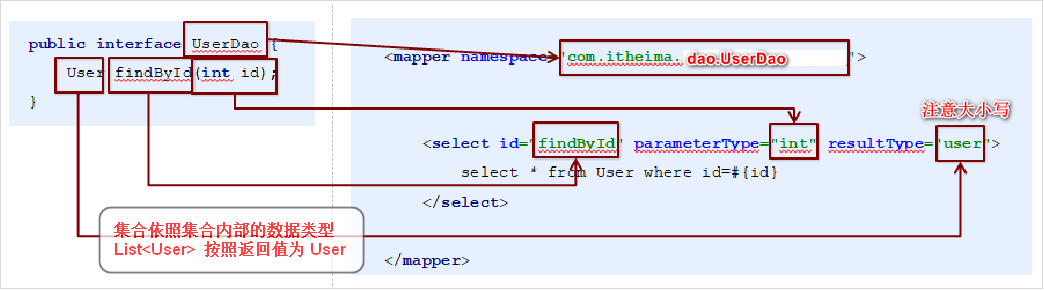 public interface UserDao {
User findById(int id);
}
<mapper namespace="com.itheima. dao.UserDao ">
注意大小写
<select id="findById" parameterType="int" resultType="user">
select * from User where id=#{id}
</select>
集合依照集合内部的数据类型
List<User> 按照返回值为 User
</mapper>